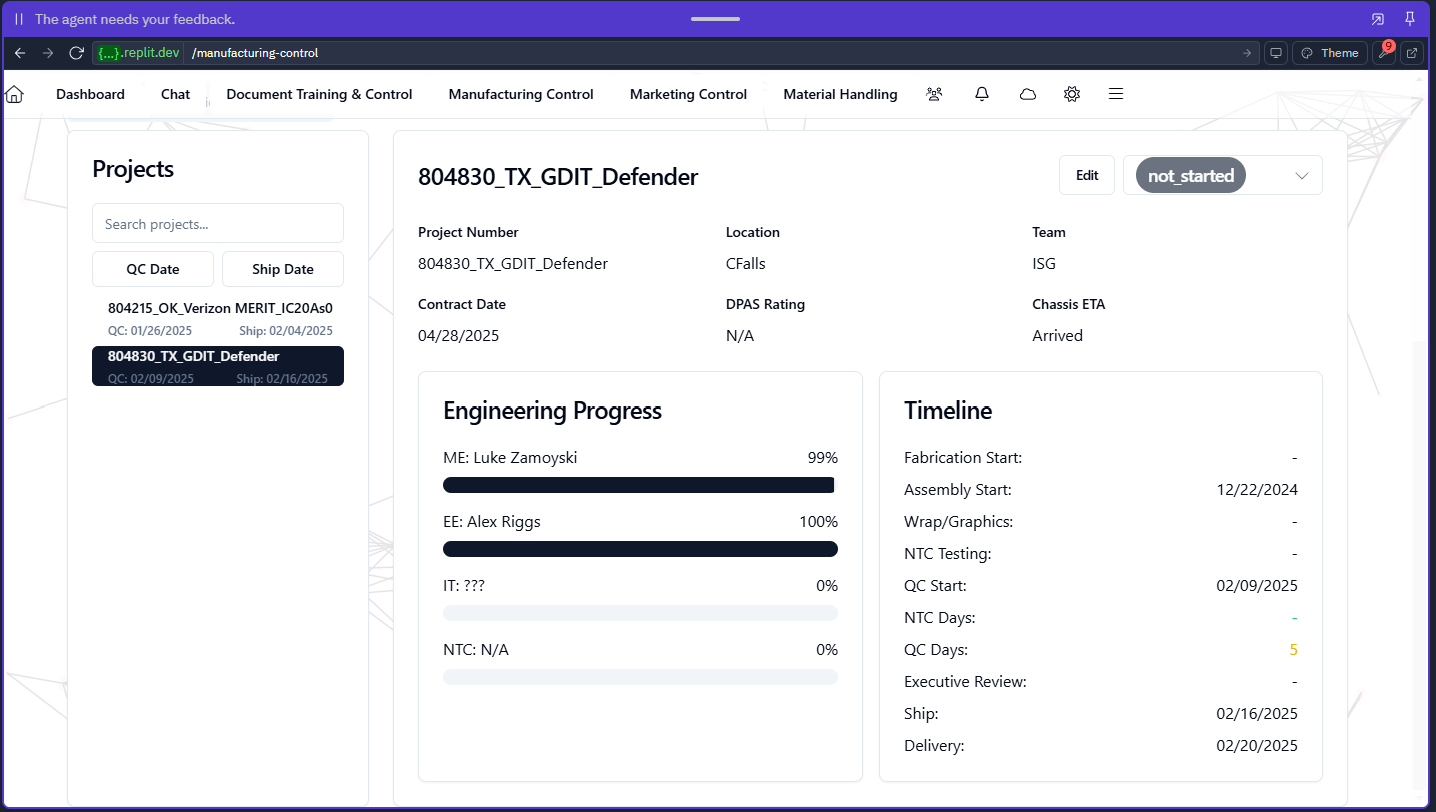 The agent needs your feedback.
{...}.replit.dev /manufacturing-control
Theme
9
Dashboard Chat Document Training & Control Manufacturing Control Marketing Control Material Handling
Projects
Search projects...
QC Date Ship Date
804215_OK_Verizon MERIT_IC20As0
QC: 01/26/2025 Ship: 02/04/2025
804830_TX_GDIT_Defender
QC: 02/09/2025 Ship: 02/16/2025
804830_TX_GDIT_Defender
Edit
not_started
Project Number Location Team
804830_TX_GDIT_Defender CFalls ISG
Contract Date DPAS Rating Chassis ETA
04/28/2025 N/A Arrived
Engineering Progress
ME: Luke Zamoyski 99%
EE: Alex Riggs 100%
IT: ??? 0%
NTC: N/A 0%
Timeline
Fabrication Start: -
Assembly Start: 12/22/2024
Wrap/Graphics: -
NTC Testing: -
QC Start: 02/09/2025
NTC Days: -
QC Days: 5
Executive Review: -
Ship: 02/16/2025
Delivery: 02/20/2025